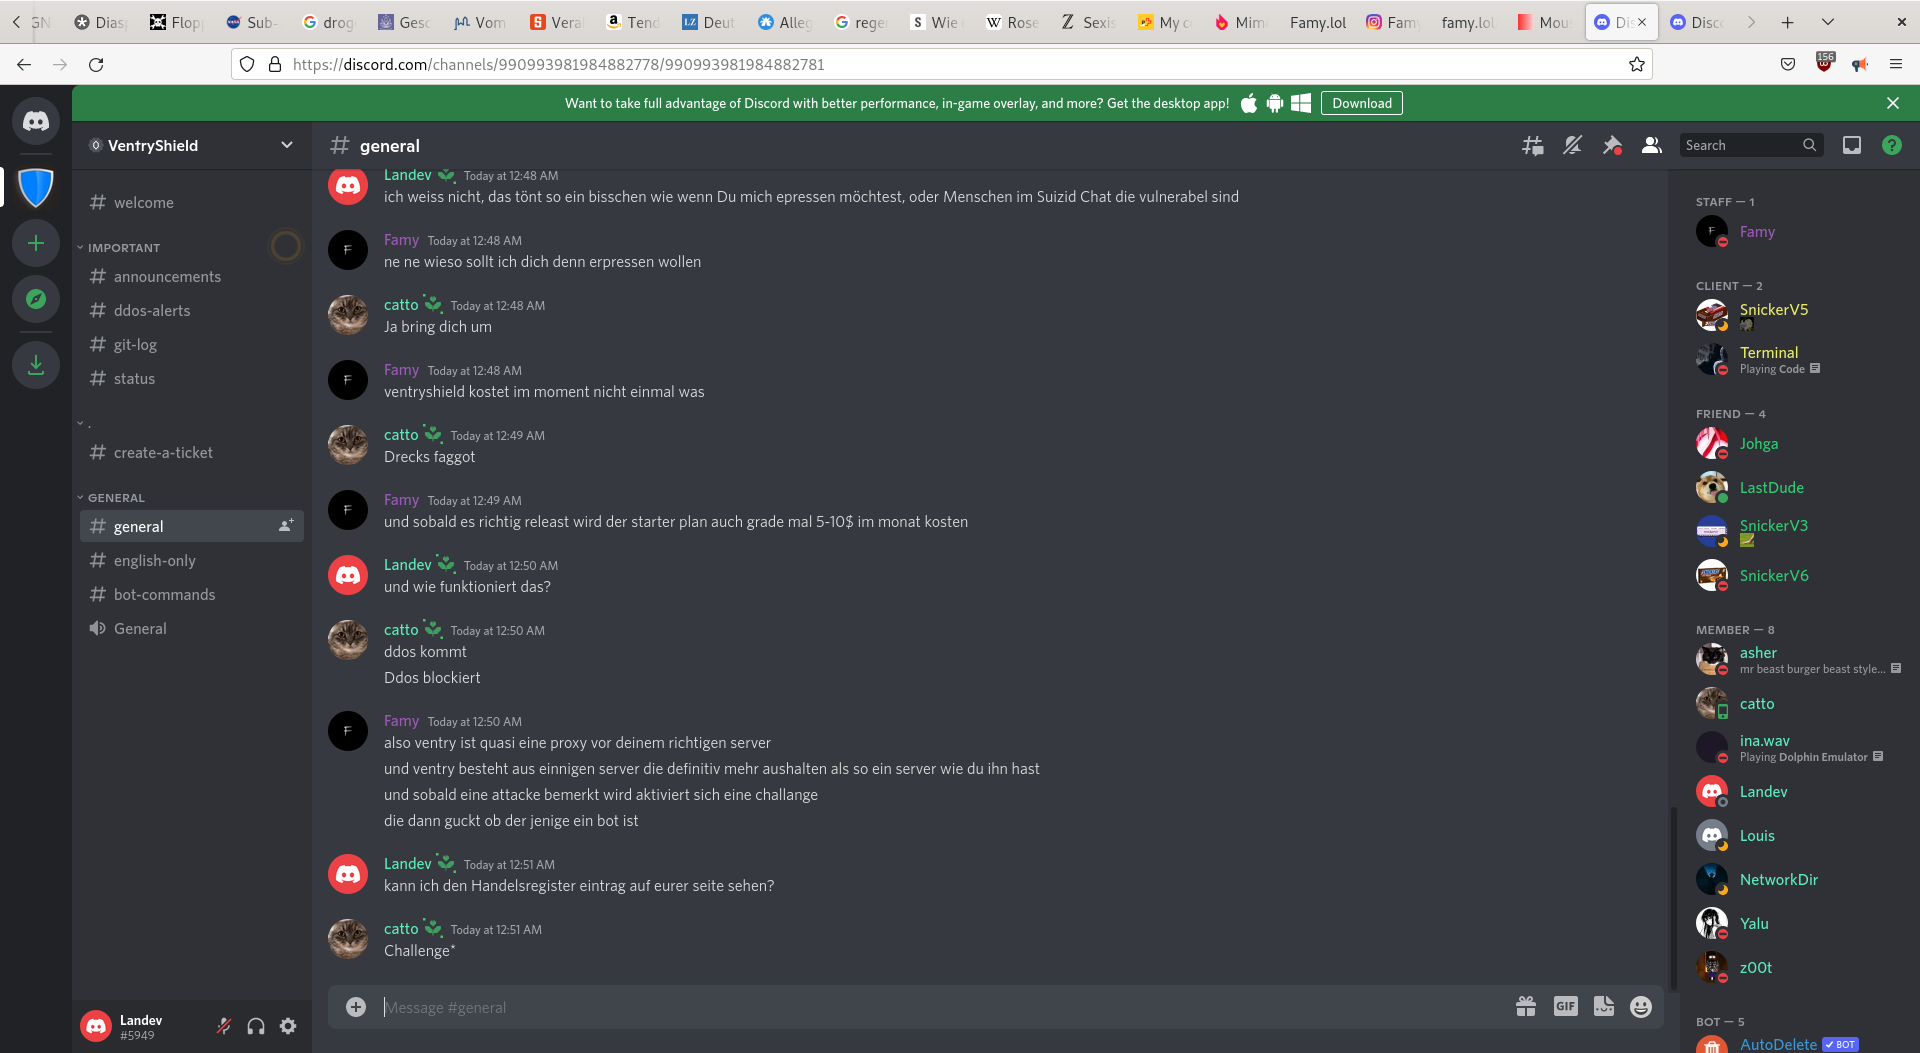 Dias
Flopp
Sub-
drog
Gesc
Vom
Vera
Tend
Deut
Alleg
reger
Wie
Rose
Sexis
My c
Mim
Famy.lol
Famy
famy.lol
Mou
Dis
Disco
https://discord.com/channels/990993981984882778/990993981984882781
156
Want to take full advantage of Discord with better performance, in-game overlay, and more? Get the desktop app!
Download
VentryShield
general
Search
welcome
IMPORTANT
announcements
ddos-alerts
git-log
status
.
create-a-ticket
GENERAL
general
english-only
bot-commands
General
Landev
#5949
Landev Today at 12:48 AM
ich weiss nicht, das tönt so ein bisschen wie wenn Du mich epressen möchtest, oder Menschen im Suizid Chat die vulnerabel sind
Famy Today at 12:48 AM
ne ne wieso sollt ich dich denn erpressen wollen
catto Today at 12:48 AM
Ja bring dich um
Famy Today at 12:48 AM
ventryshield kostet im moment nicht einmal was
catto Today at 12:49 AM
Drecks faggot
Famy Today at 12:49 AM
und sobald es richtig releast wird der starter plan auch grade mal 5-10$ im monat kosten
Landev Today at 12:50 AM
und wie funktioniert das?
catto Today at 12:50 AM
ddos kommt
Ddos blockiert
Famy Today at 12:50 AM
also ventry ist quasi eine proxy vor deinem richtigen server
und ventry besteht aus einnigen server die definitiv mehr aushalten als so ein server wie du ihn hast
und sobald eine attacke bemerkt wird aktiviert sich eine challange
die dann guckt ob der jenige ein bot ist
Landev Today at 12:51 AM
kann ich den Handelsregister eintrag auf eurer seite sehen?
catto Today at 12:51 AM
Challenge*
Message #general
GIF
STAFF — 1
Famy
CLIENT — 2
SnickerV5
Terminal
Playing Code
FRIEND — 4
Johga
LastDude
SnickerV3
SnickerV6
MEMBER — 8
asher
mr beast burger beast style...
catto
ina.wav
Playing Dolphin Emulator
Landev
Louis
NetworkDir
Yalu
z00t
BOT — 5
AutoDelete BOT